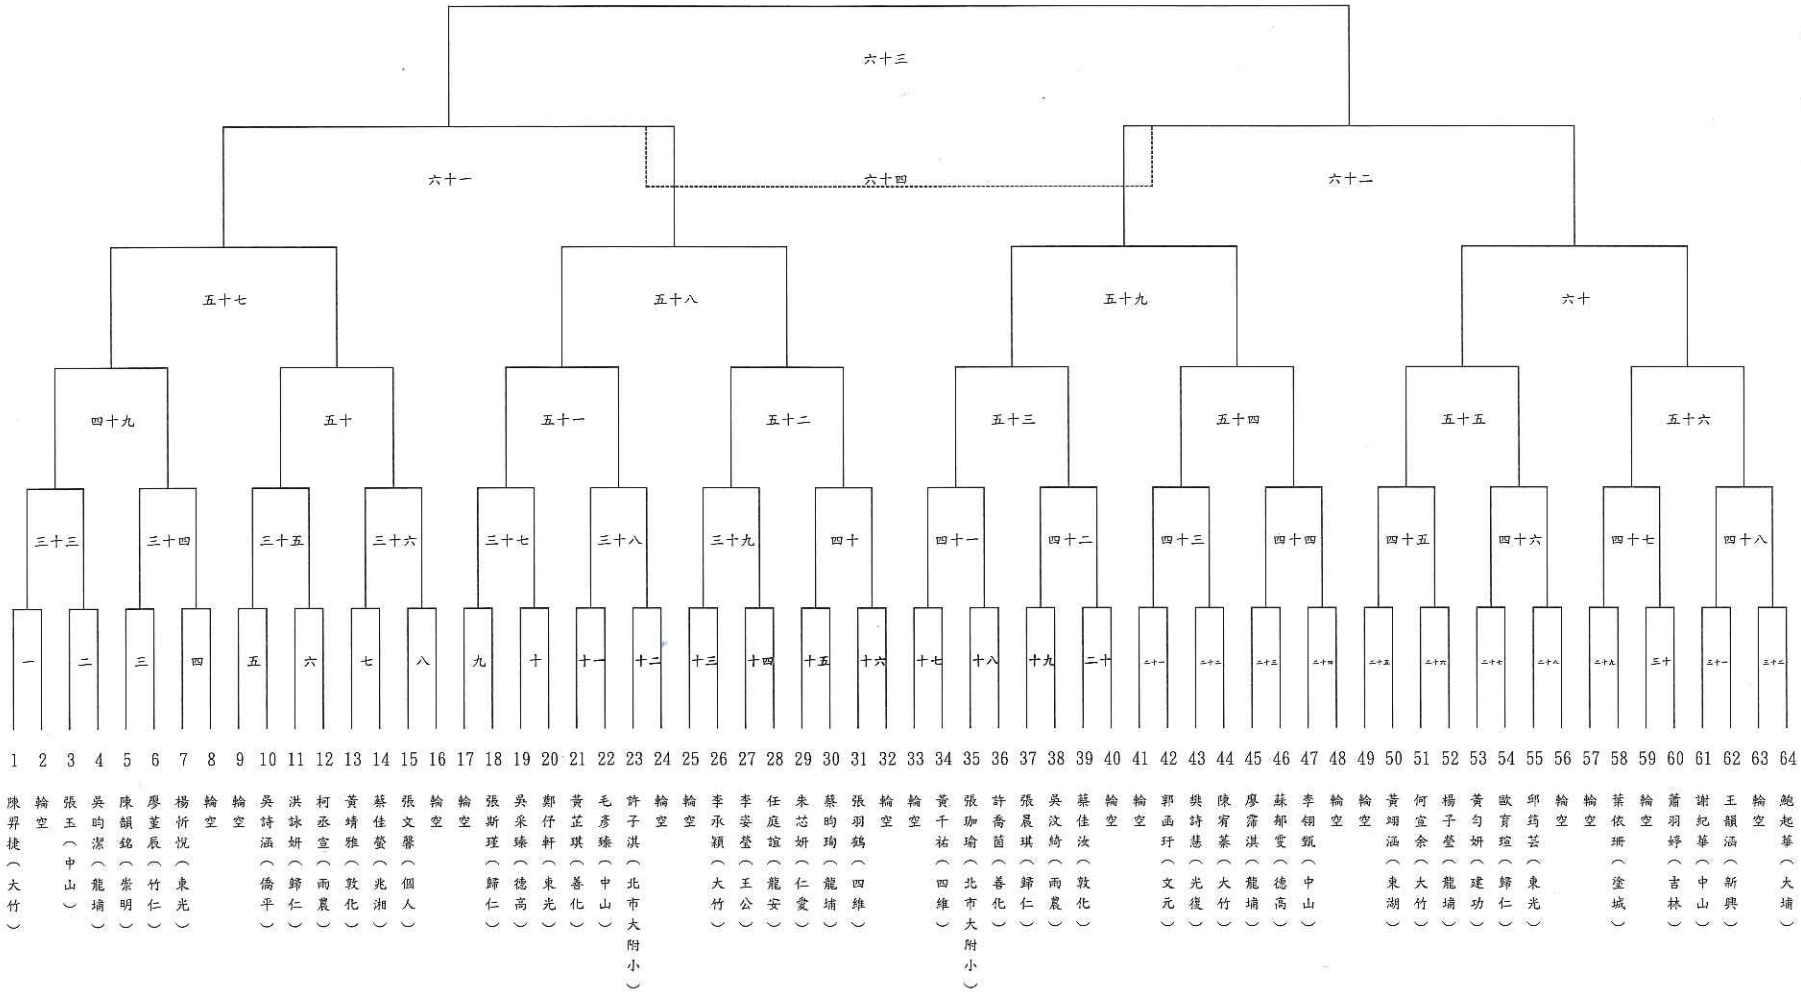 六十三
六十一
六十四
六十二
五十七
五十八
五十九
六十
四十九
五十
五十一
五十二
五十三
五十四
五十五
五十六
三十三
三十四
三十五
三十六
三十七
三十八
三十九
四十
四十一
四十二
四十三
四十四
四十五
四十六
四十七
四十八
一
二
三
四
五
六
七
八
九
十
十一
十二
十三
十四
十五
十六
十七
十八
十九
二十
二十一
二十二
二十三
二十四
二十五
二十六
二十七
二十八
二十九
三十
三十一
三十二
1 陳羿捷（大竹）
2 輪空
3 張玉（中山）
4 吳昀潔（龍埔）
5 陳韻銘（崇明）
6 廖堇辰（竹仁）
7 楊忻悅（東光）
8 輪空
9 輪空
10 吳詩涵（僑平）
11 洪詠妍（歸仁）
12 柯丞宣（雨農）
13 黃靖雅（敦化）
14 蔡佳螢（兆湘）
15 張文馨（個人）
16 輪空
17 輪空
18 張斯瑾（歸仁）
19 吳采臻（德高）
20 鄭伃軒（東光）
21 黃芷琪（善化）
22 毛彥臻（中山）
23 許子淇（北市大附小）
24 輪空
25 輪空
26 李承穎（大竹）
27 李姿瑩（王公）
28 任庭誼（龍安）
29 朱芯妍（仁愛）
30 蔡昀珣（龍埔）
31 張羽鶴（四維）
32 輪空
33 輪空
34 黃千祐（四維）
35 張珈瑜（北市大附小）
36 許喬茵（善化）
37 張晨琪（歸仁）
38 吳汶綺（雨農）
39 蔡佳汝（敦化）
40 輪空
41 輪空
42 郭函玗（文元）
43 樊詩慧（光復）
44 陳宥蓁（大竹）
45 廖霈淇（龍埔）
46 蘇郁雯（德高）
47 李翎甄（中山）
48 輪空
49 輪空
50 黃翊涵（東湖）
51 何宣余（大竹）
52 楊子瑩（龍埔）
53 黃勻妍（建功）
54 歐育瑄（歸仁）
55 邱筠芸（東光）
56 輪空
57 輪空
58 葉依珊（塗城）
59 輪空
60 蕭羽婷（吉林）
61 謝紀華（中山）
62 王韻涵（新興）
63 輪空
64 鮑起華（大埔）